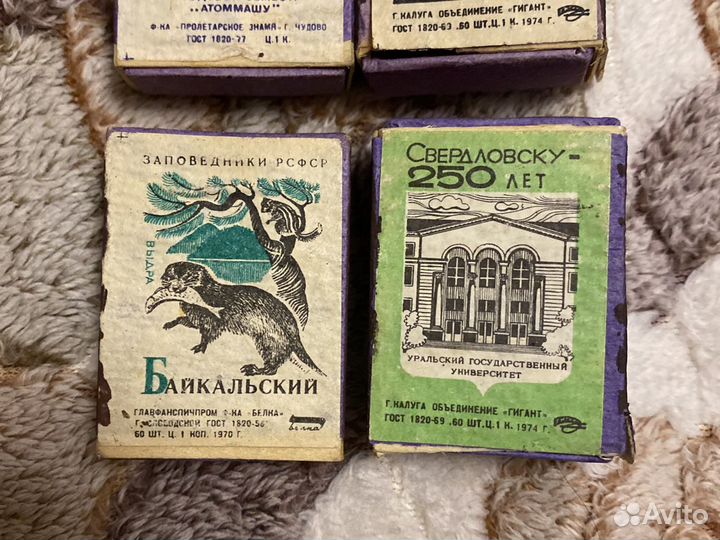 „АТОММАШУ"
Ф-КА «ПРОЛЕТАРСКОЕ ЗНАМЯ» Г. ЧУДОВО
ГОСТ 1820-77 Ц. 1 К.
Г. КАЛУГА ОБЪЕДИНЕНИЕ «ГИГАНТ»
ГОСТ 1820-69 .60 ШТ.Ц.1 К. 1974 Г.
ЗАПОВЕДНИКИ РСФСР
ВЫДРА
БАЙКАЛЬСКИЙ
ГЛАВФАНСПИЧПРОМ Ф-КА «БЕЛКА»
Г. СЛОБОДСКОЙ ГОСТ 1820-56
60 ШТ. Ц. 1 КОП. 1970 Г.
белка
СВЕРДЛОВСКУ-
250 ЛЕТ
УРАЛЬСКИЙ ГОСУДАРСТВЕННЫЙ
УНИВЕРСИТЕТ
Г. КАЛУГА ОБЪЕДИНЕНИЕ «ГИГАНТ»
ГОСТ 1820-69 .60 ШТ.Ц.1 К. 1974 Г.
Avito